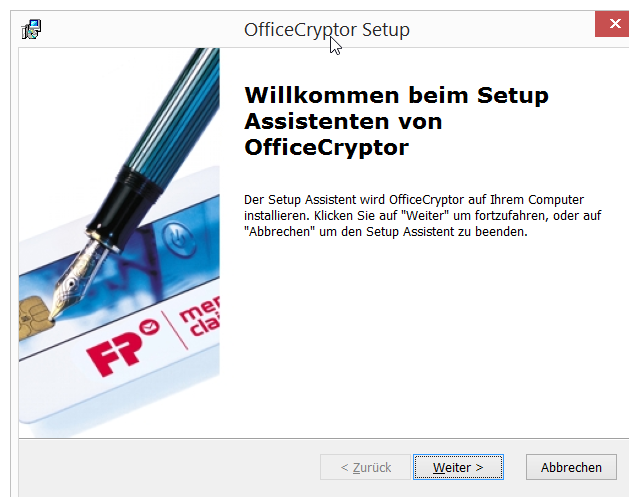 OfficeCryptor Setup
Willkommen beim Setup
Assistenten von
OfficeCryptor
Der Setup Assistent wird OfficeCryptor auf Ihrem Computer
installieren. Klicken Sie auf "Weiter" um fortzufahren, oder auf
"Abbrechen" um den Setup Assistent zu beenden.
FP
< Zurück
Weiter >
Abbrechen